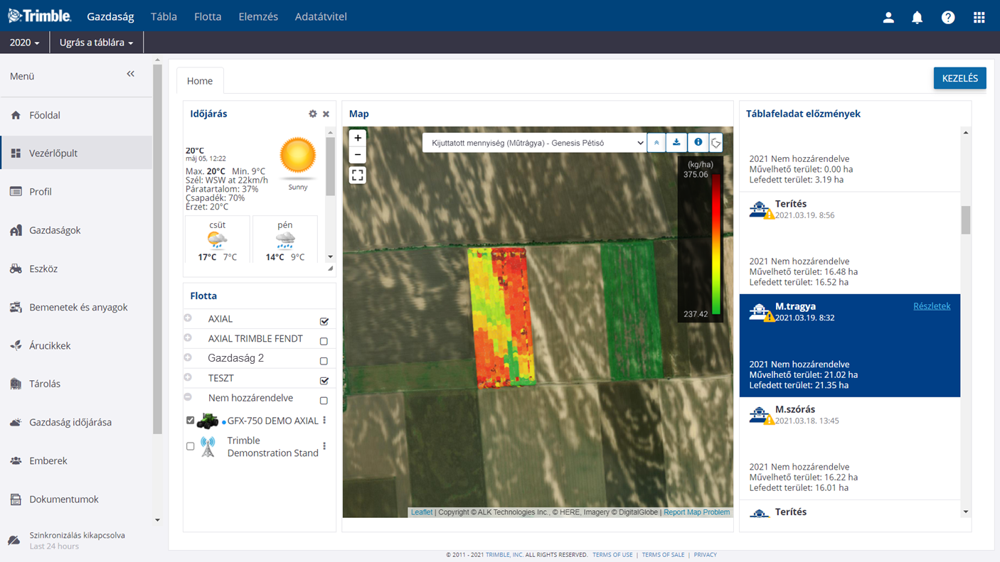 Trimble.
Gazdaság Tábla Flotta Elemzés Adatátvitel
2020 Ugrás a táblára
Menü
Főoldal
Vezérlőpult
Profil
Gazdaságok
Eszköz
Bemenetek és anyagok
Árucikkek
Tárolás
Gazdaság időjárása
Emberek
Dokumentumok
Szinkronizálás kikapcsolva
Last 24 hours
Home
KEZELÉS
Időjárás
20°C
máj 05, 12:22
Max. 20°C Min. 9°C
Szél: WSW at 22km/h
Páratartalom: 37%
Csapadék: 70%
Érzet: 20°C
Sunny
csüt
17°C 7°C
pén
14°C 9°C
Flotta
AXIAL
AXIAL TRIMBLE FENDT
Gazdaság 2
TESZT
Nem hozzárendelve
GFX-750 DEMO AXIAL
Trimble
Demonstration Stand
Map
+
−
Kijuttatott mennyiség (Műtrágya) - Genesis Pétisó
(kg/ha)
375.06
237.42
Leaflet | Copyright © ALK Technologies Inc., © HERE, Imagery © DigitalGlobe | Report Map Problem
Táblafeladat előzmények
2021 Nem hozzárendelve
Művelhető terület: 0.00 ha
Lefedett terület: 3.19 ha
Terítés
2021.03.19. 8:56
2021 Nem hozzárendelve
Művelhető terület: 16.48 ha
Lefedett terület: 16.52 ha
M.tragya Részletek
2021.03.19. 8:32
2021 Nem hozzárendelve
Művelhető terület: 21.02 ha
Lefedett terület: 21.35 ha
M.szórás
2021.03.18. 13:45
2021 Nem hozzárendelve
Művelhető terület: 16.22 ha
Lefedett terület: 16.01 ha
Terítés
© 2011 - 2021 TRIMBLE, INC. ALL RIGHTS RESERVED. TERMS OF USE | TERMS OF SALE | PRIVACY